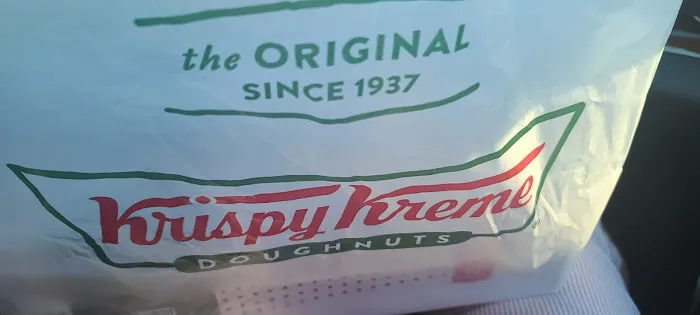 the ORIGINAL
SINCE 1937
Krispy Kreme
DOUGHNUTS